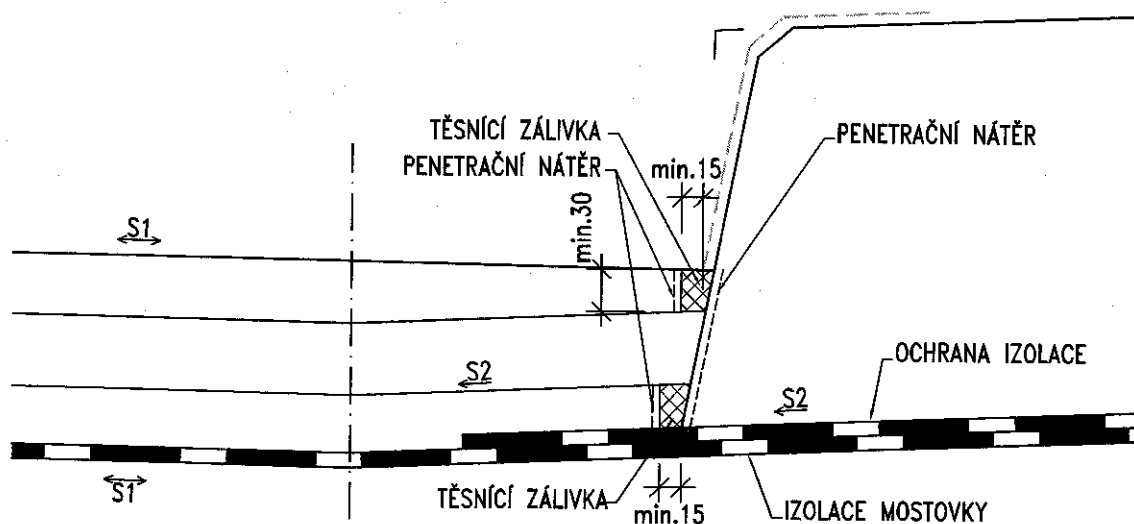 TĚSNÍCÍ ZÁLIVKA
PENETRAČNÍ NÁTĚR
min.15
PENETRAČNÍ NÁTĚR
min.30
S1
S2
S2
OCHRANA IZOLACE
S1
TĚSNÍCÍ ZÁLIVKA
min.15
IZOLACE MOSTOVKY